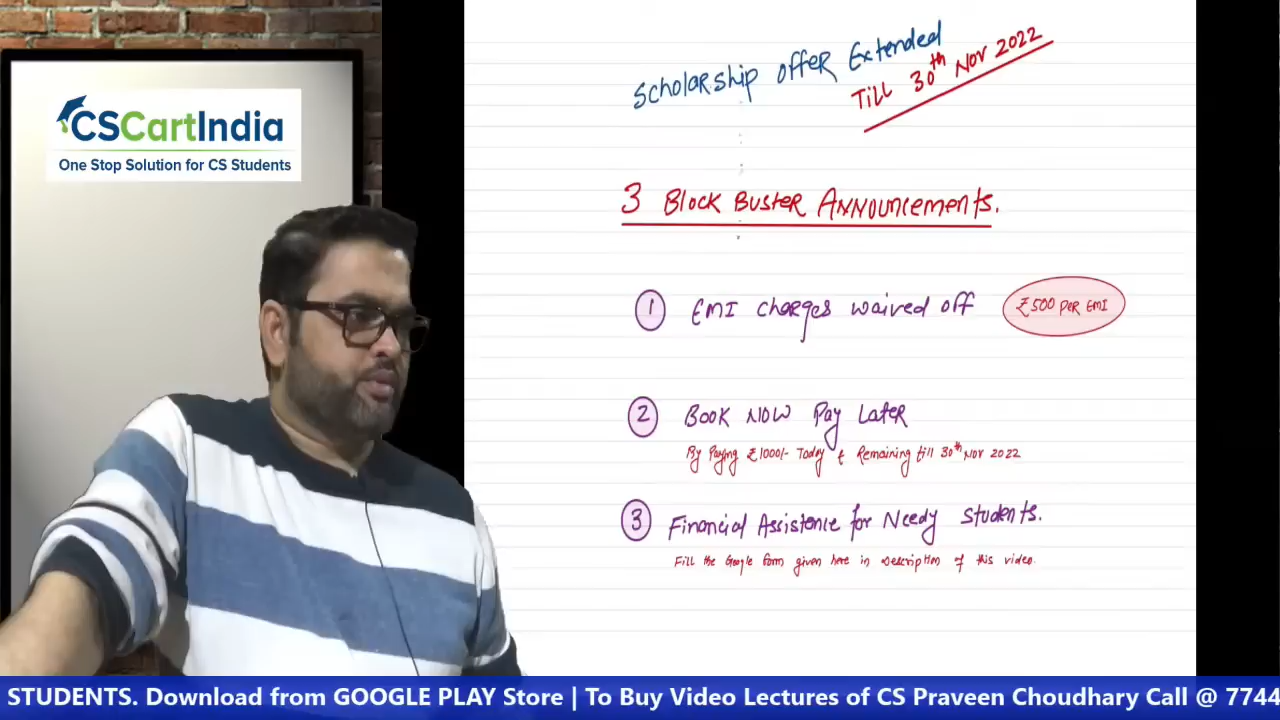 CSCartIndia
One Stop Solution for CS Students
Scholarship Offer Extended
Till 30th Nov 2022
3 Block Buster Announcements.
1 EMI Charges waived off ₹500 per EMI
2 Book Now Pay Later
By Paying ₹1000/- Today & Remaining till 30th Nov 2022
3 Financial Assistence for Needy Students.
Fill the Google form given here in Description of this video.
STUDENTS. Download from GOOGLE PLAY Store | To Buy Video Lectures of CS Praveen Choudhary Call @ 7744